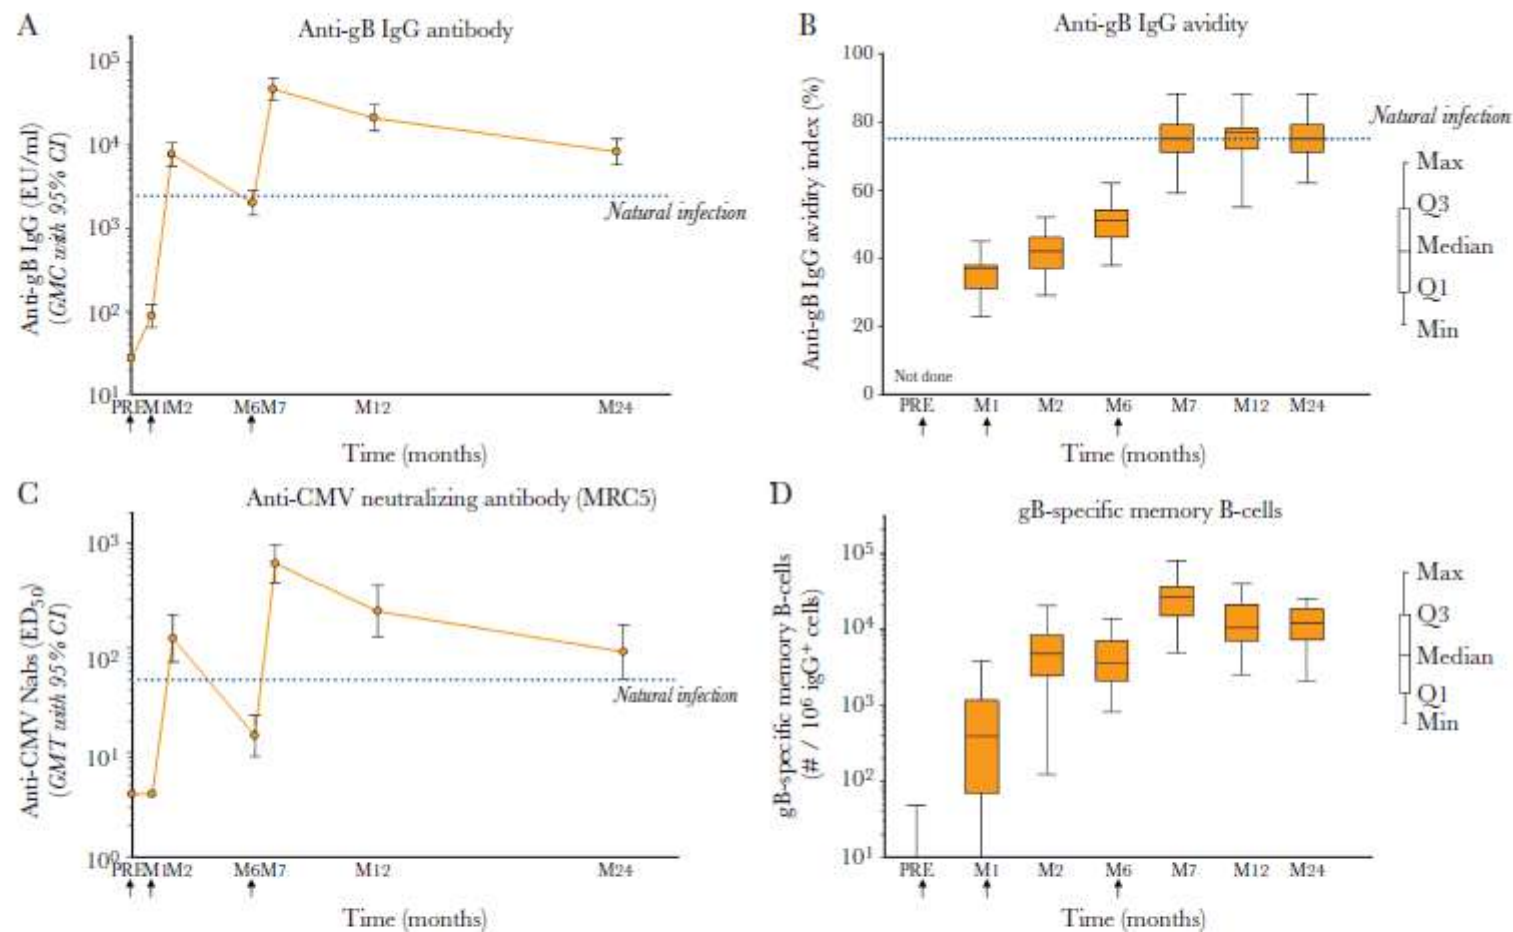 A
Anti-gB IgG antibody
Anti-gB IgG (EU/ml)
(GMC with 95% CI)
10⁵
10⁴
10³
10²
10¹
Natural infection
PRE M1 M2 M6 M7 M12 M24
Time (months)
B
Anti-gB IgG avidity
Anti-gB IgG avidity index (%)
100
80
60
40
20
0
Natural infection
Not done
PRE M1 M2 M6 M7 M12 M24
Time (months)
Max
Q3
Median
Q1
Min
C
Anti-CMV neutralizing antibody (MRC5)
Anti-CMV Nabs (ED₅₀)
(GMT with 95% CI)
10³
10²
10¹
10⁰
Natural infection
PRE M1 M2 M6 M7 M12 M24
Time (months)
D
gB-specific memory B-cells
gB-specific memory B-cells
(# / 10⁶ igG⁺ cells)
10⁵
10⁴
10³
10²
10¹
PRE M1 M2 M6 M7 M12 M24
Time (months)
Max
Q3
Median
Q1
Min